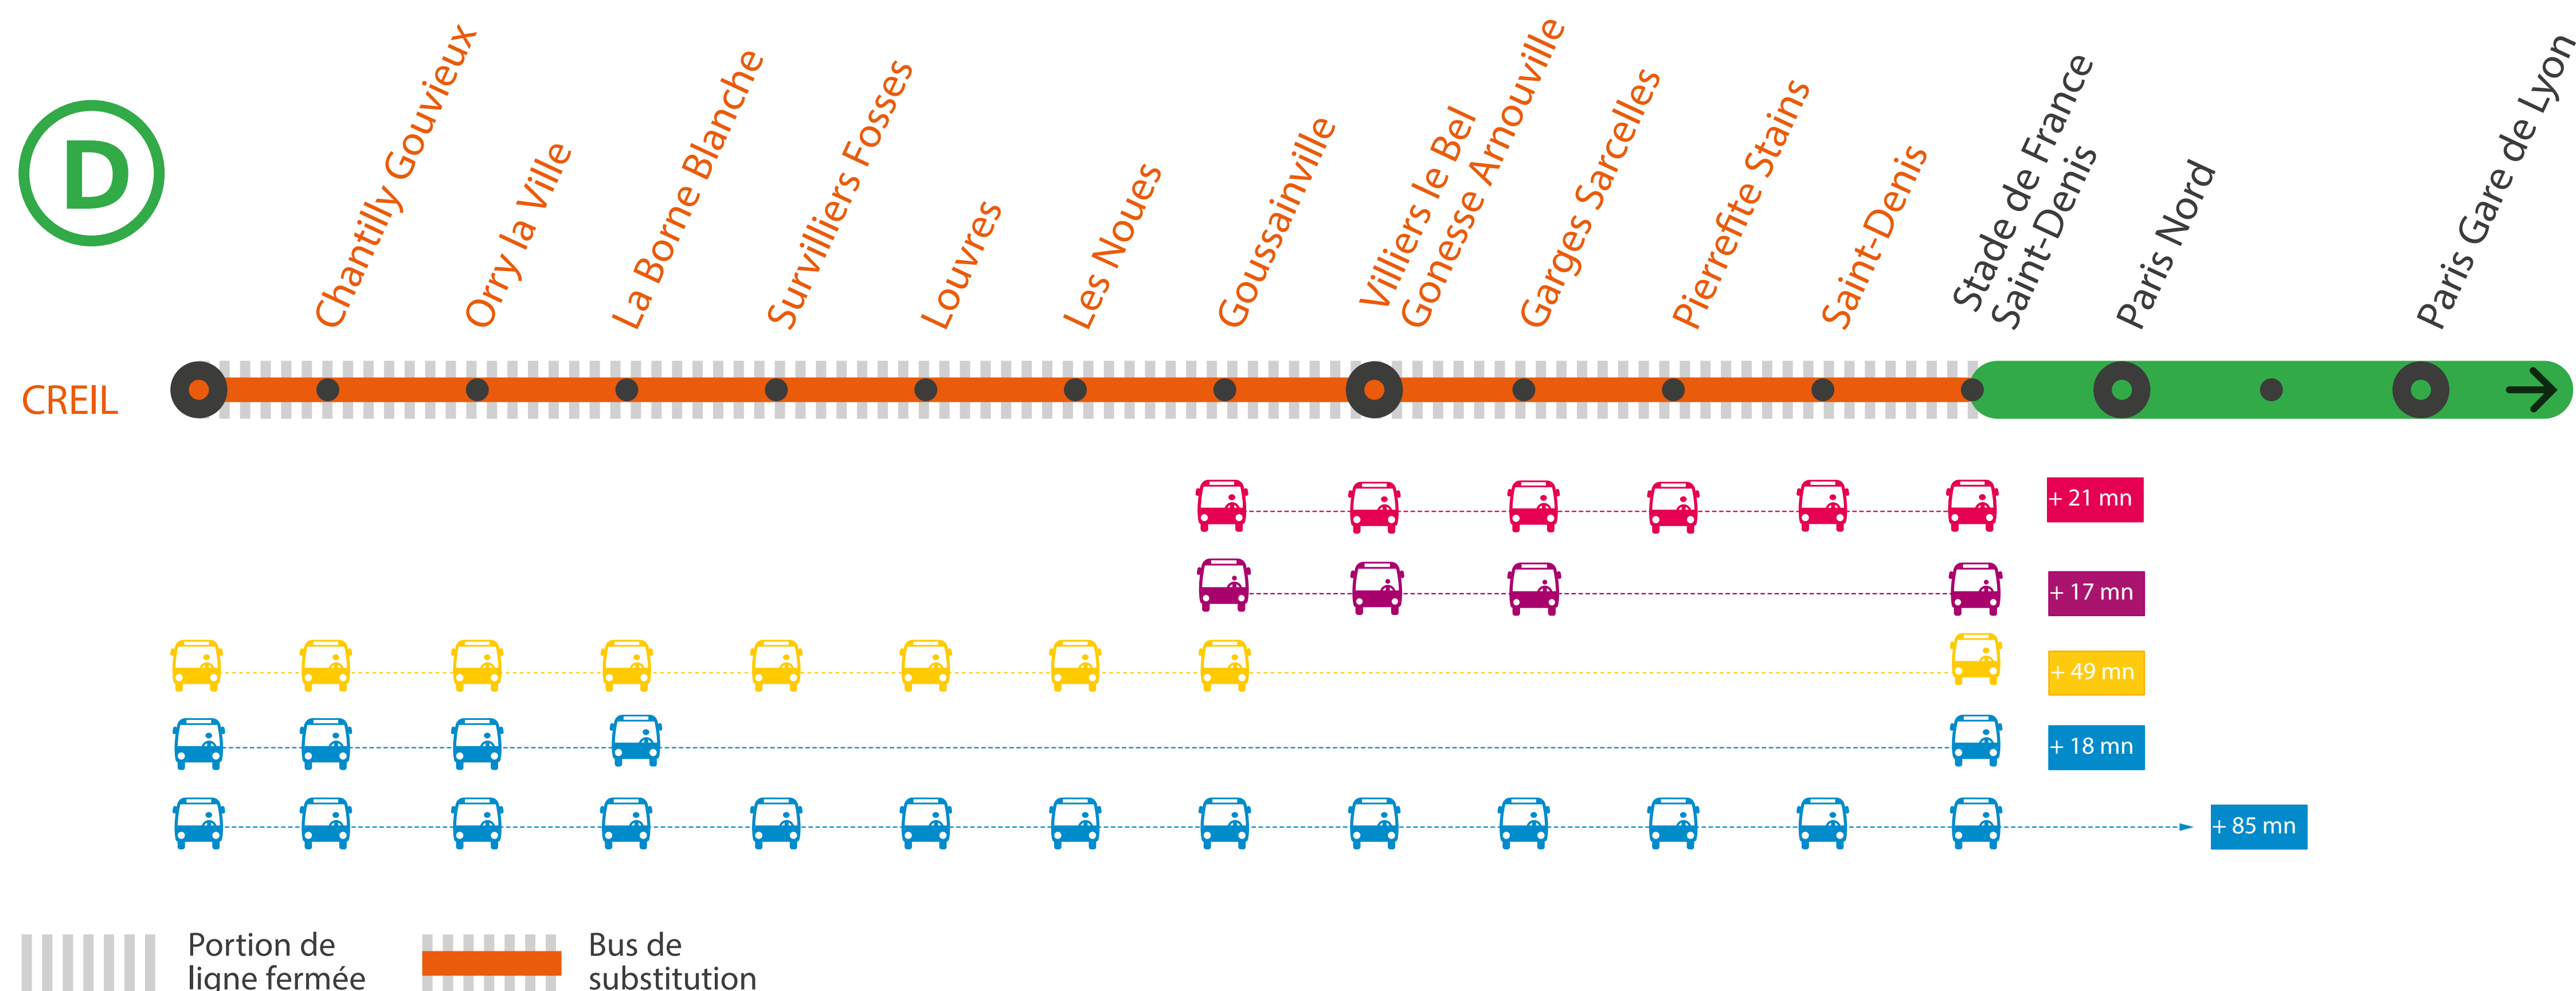 D
Chantilly Gouvieux
Orry la Ville
La Borne Blanche
Survilliers Fosses
Louvres
Les Noues
Goussainville
Villiers le Bel
Gonesse Arnouville
Garges Sarcelles
Pierrefite Stains
Saint-Denis
Stade de France
Saint-Denis
Paris Nord
Paris Gare de Lyon
CREIL
+ 21 mn
+ 17 mn
+ 49 mn
+ 18 mn
+ 85 mn
Portion de
ligne fermée
Bus de
substitution